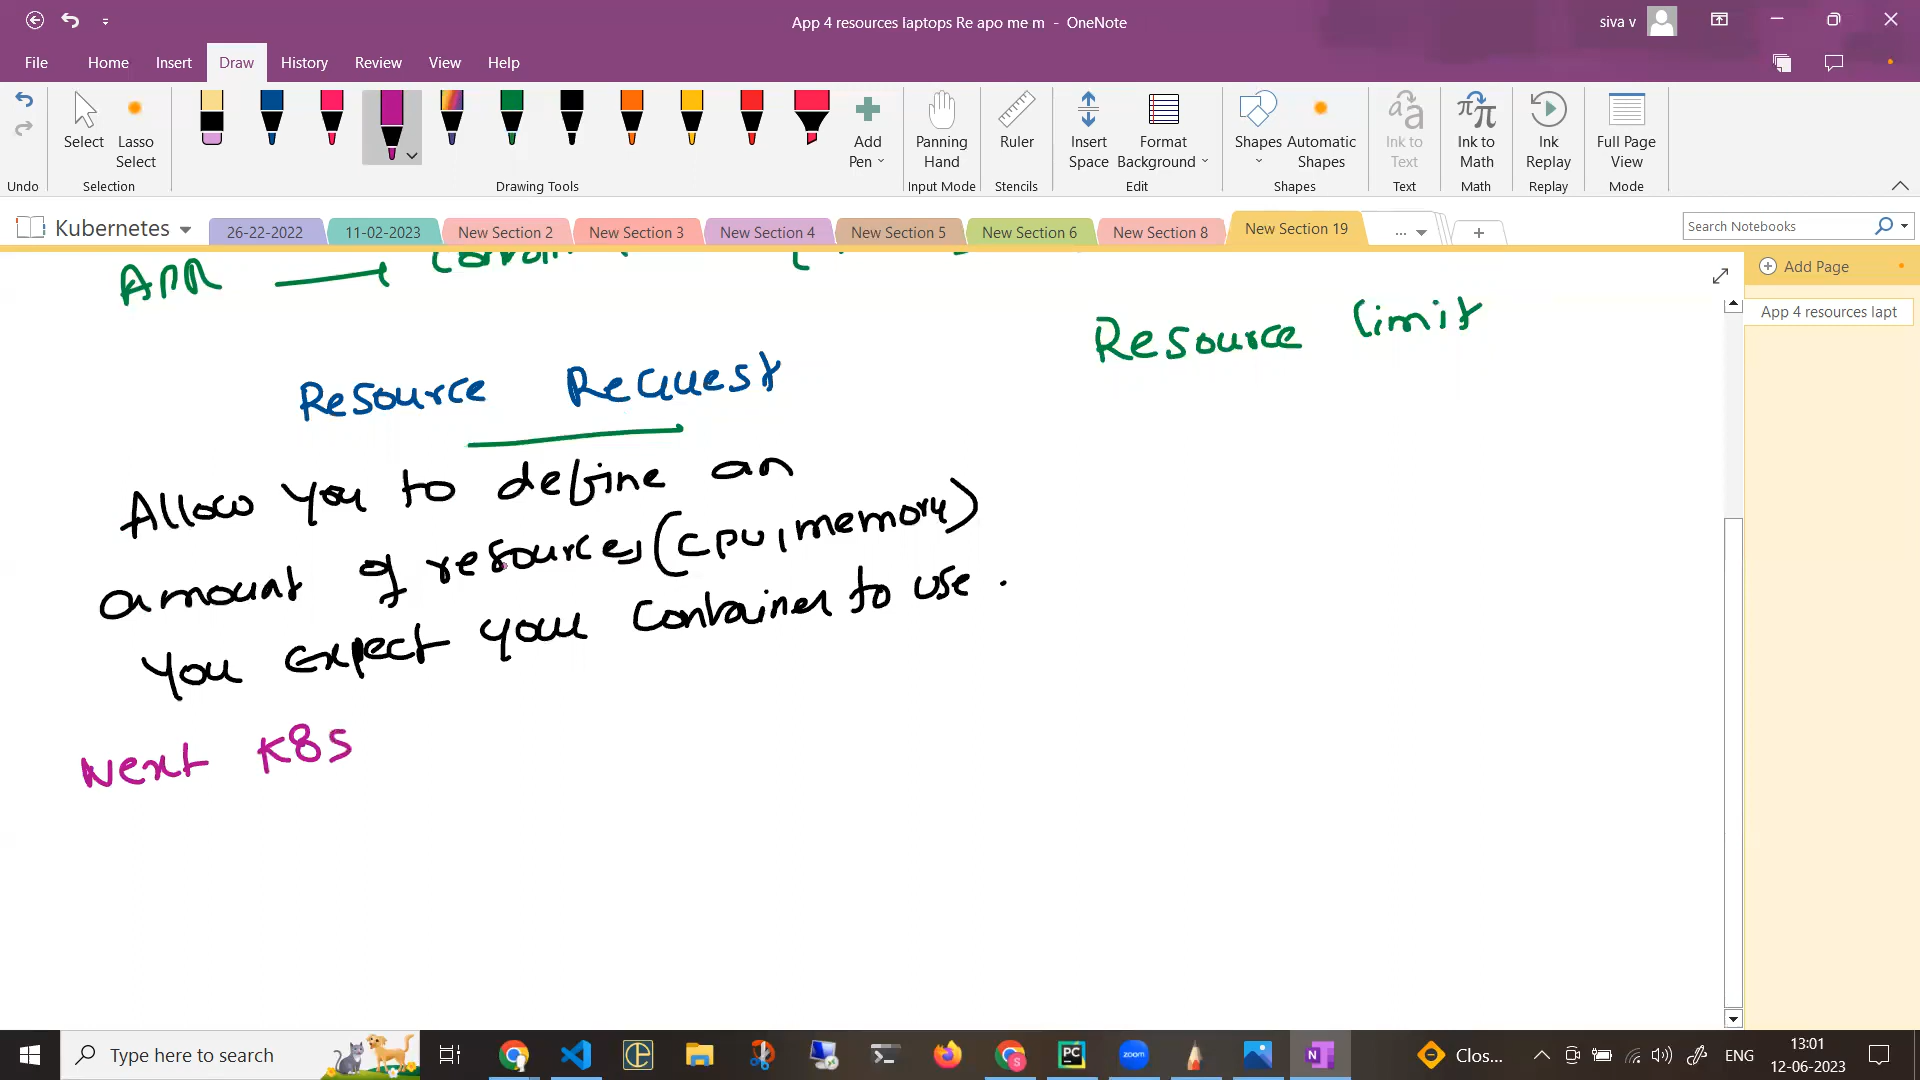 App 4 resources laptops Re apo me m - OneNote
siva v
File Home Insert Draw History Review View Help
Select
Lasso Select
Add Pen
Panning Hand
Ruler
Insert Space
Format Background
Shapes
Automatic Shapes
Ink to Text
Ink to Math
Ink Replay
Full Page View
Undo Selection Drawing Tools Input Mode Stencils Edit Shapes Text Math Replay Mode
Kubernetes 26-22-2022 11-02-2023 New Section 2 New Section 3 New Section 4 New Section 5 New Section 6 New Section 8 New Section 19 ... + Search Notebooks
Add Page
App 4 resources lapt
Resource limit
Resource Request
Allow you to define an
amount of resources (CPU, memory)
you expect your container to use.
Next K8s
Type here to search
PC
zoom
N
Clos...
ENG
13:01
12-06-2023